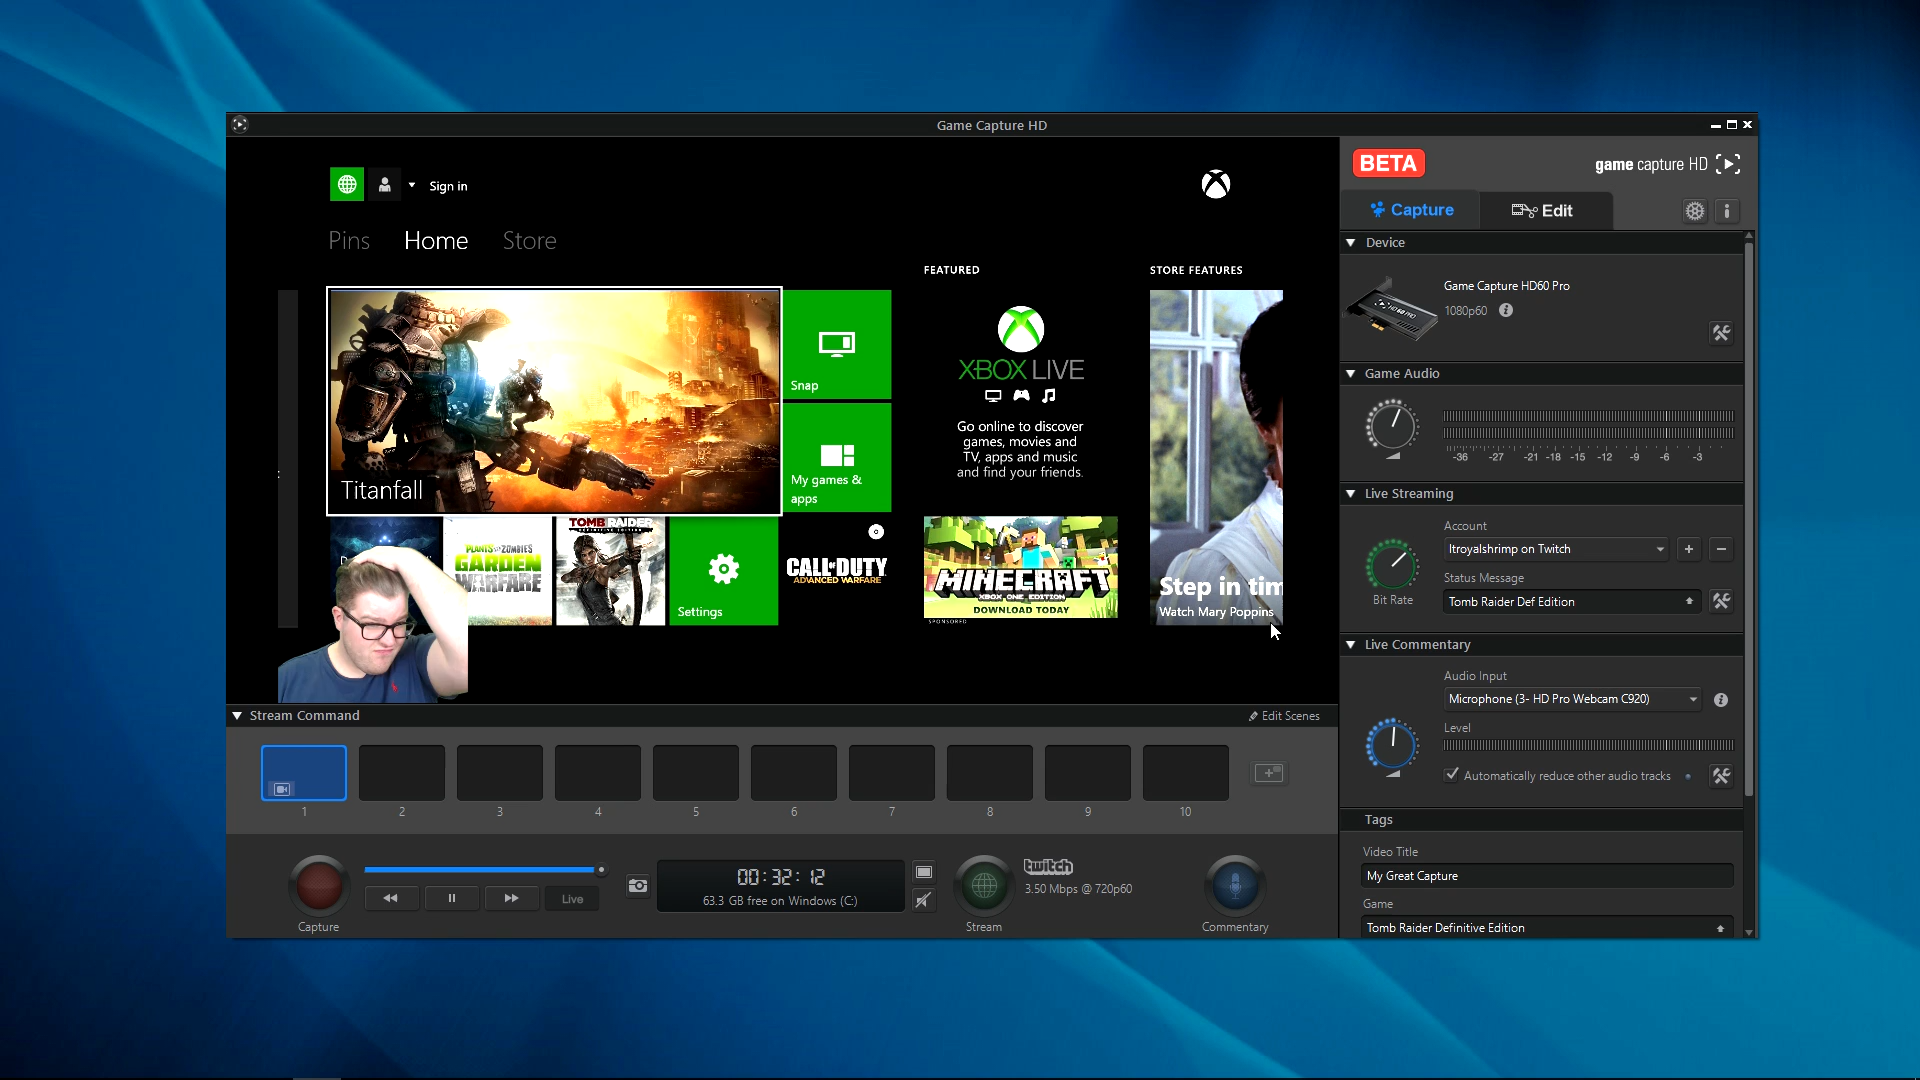 Game Capture HD
Sign in
Pins Home Store
FEATURED
STORE FEATURES
Titanfall
Snap
My games &
apps
XBOX LIVE
Go online to discover
games, movies and
TV, apps and music
and find your friends.
PLANTS vs ZOMBIES
GARDEN
WARFARE
TOMB RAIDER
DEFINITIVE EDITION
Settings
CALL OF DUTY
ADVANCED WARFARE
MINECRAFT
XBOX ONE EDITION
DOWNLOAD TODAY
SPONSORED
Step in tim
Watch Mary Poppins
Stream Command
Edit Scenes
1 2 3 4 5 6 7 8 9 10
Capture
Live
00:32:12
63.3 GB free on Windows (C:)
Stream
twitch
3.50 Mbps @ 720p60
Commentary
BETA
game capture HD
Capture
Edit
Device
Game Capture HD60 Pro
1080p60
HD60 PRO
Game Audio
-36 -27 -21 -18 -15 -12 -9 -6 -3
Live Streaming
Account
ltroyalshrimp on Twitch
Status Message
Bit Rate
Tomb Raider Def Edition
Live Commentary
Audio Input
Microphone (3- HD Pro Webcam C920)
Level
Automatically reduce other audio tracks
Tags
Video Title
My Great Capture
Game
Tomb Raider Definitive Edition